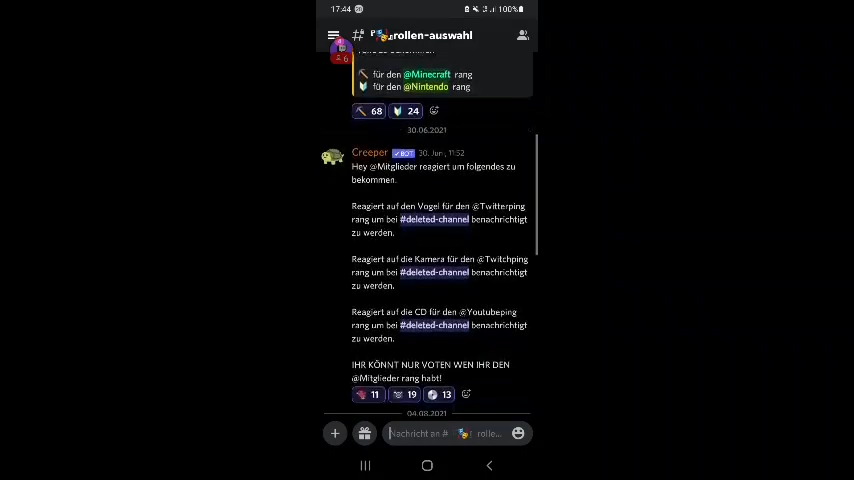 17:44 100%
rollen-auswahl
6
für den @Minecraft rang
für den @Nintendo rang
68 24
30.06.2021
Creeper ✓BOT 30. Jun., 11:52
Hey @Mitglieder reagiert um folgendes zu
bekommen.
Reagiert auf den Vogel für den @Twitterping
rang um bei #deleted-channel benachrichtigt
zu werden.
Reagiert auf die Kamera für den @Twitchping
rang um bei #deleted-channel benachrichtigt
zu werden.
Reagiert auf die CD für den @Youtubeping
rang um bei #deleted-channel benachrichtigt
zu werden.
IHR KÖNNT NUR VOTEN WEN IHR DEN
@Mitglieder rang habt!
11 19 13
04.08.2021
Nachricht an # rolle...